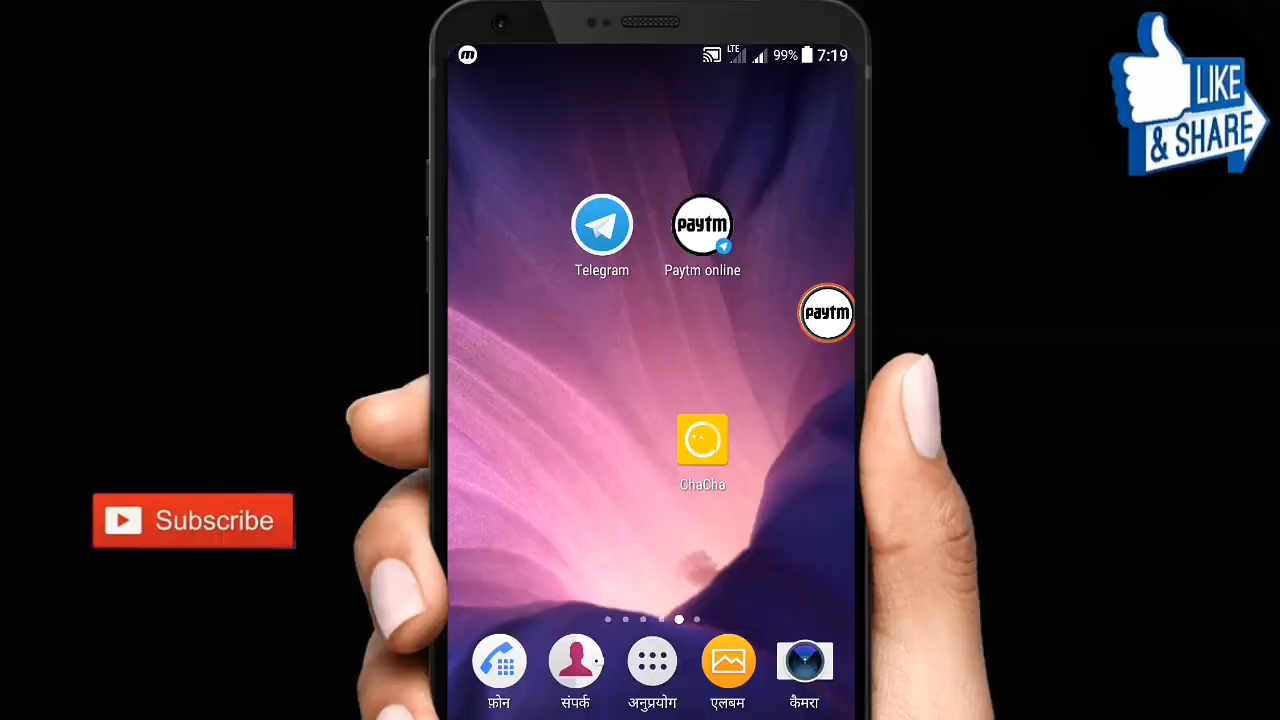 LTE 99% 7:19
LIKE
& SHARE
paytm
Telegram
Paytm online
paytm
ChaCha
Subscribe
फ़ोन
संपर्क
अनुप्रयोग
एलबम
कैमरा